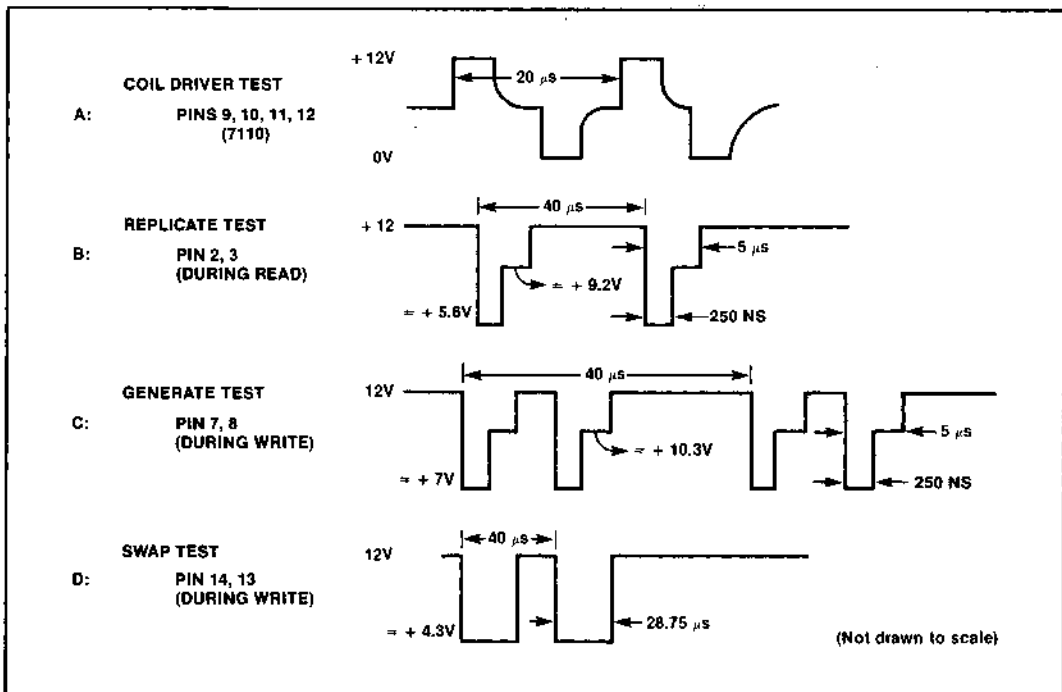 + 12V
COIL DRIVER TEST
20 μs
A: PINS 9, 10, 11, 12
(7110)
0V
40 μs
REPLICATE TEST
+ 12
B: PIN 2, 3
5 μs
(DURING READ)
≈ + 9.2V
≈ + 5.6V
250 NS
40 μs
GENERATE TEST
12V
C: PIN 7, 8
(DURING WRITE)
5 μs
≈ + 10.3V
≈ + 7V
250 NS
40 μs
SWAP TEST
12V
D: PIN 14, 13
(DURING WRITE)
28.75 μs
≈ + 4.3V
(Not drawn to scale)